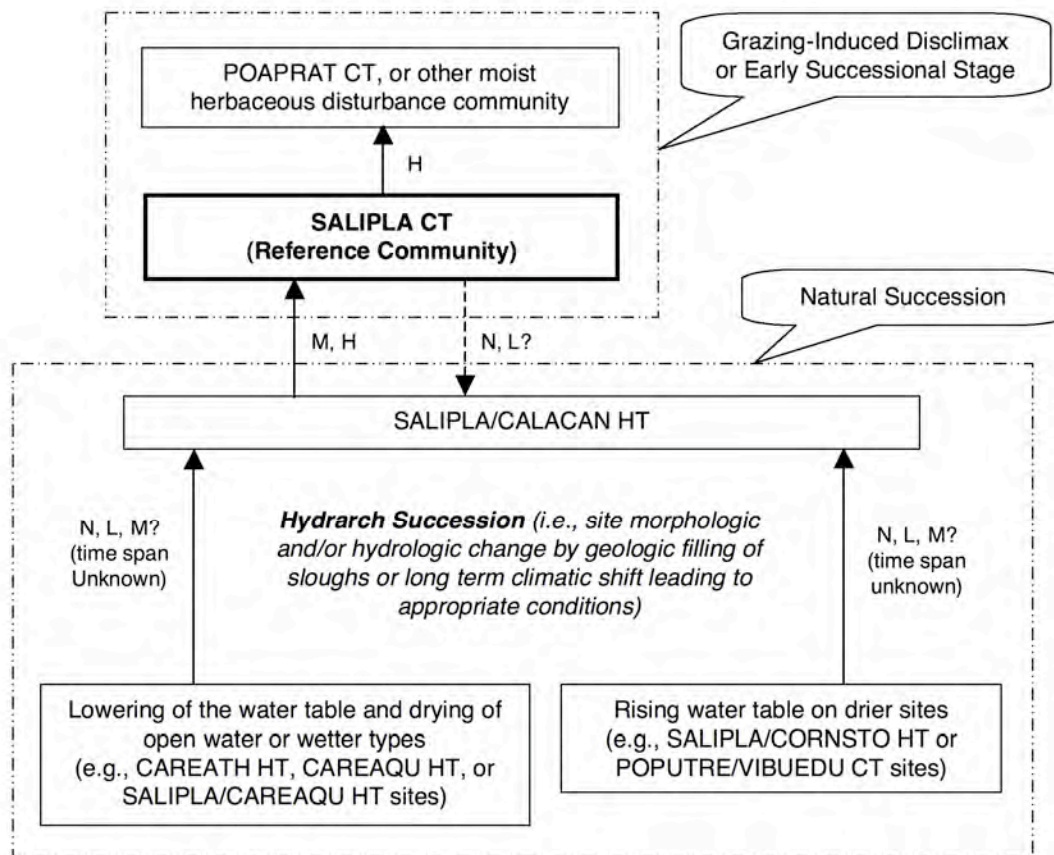 Grazing-Induced Disclimax
or Early Successional Stage
POAPRAT CT, or other moist
herbaceous disturbance community
H
SALIPLA CT
(Reference Community)
Natural Succession
M, H
N, L?
SALIPLA/CALACAN HT
N, L, M?
(time span
Unknown)
Hydrarch Succession (i.e., site morphologic
and/or hydrologic change by geologic filling of
sloughs or long term climatic shift leading to
appropriate conditions)
N, L, M?
(time span
unknown)
Lowering of the water table and drying of
open water or wetter types
(e.g., CAREATH HT, CAREAQU HT, or
SALIPLA/CAREAQU HT sites)
Rising water table on drier sites
(e.g., SALIPLA/CORNSTO HT or
POPUTRE/VIBUEDU CT sites)